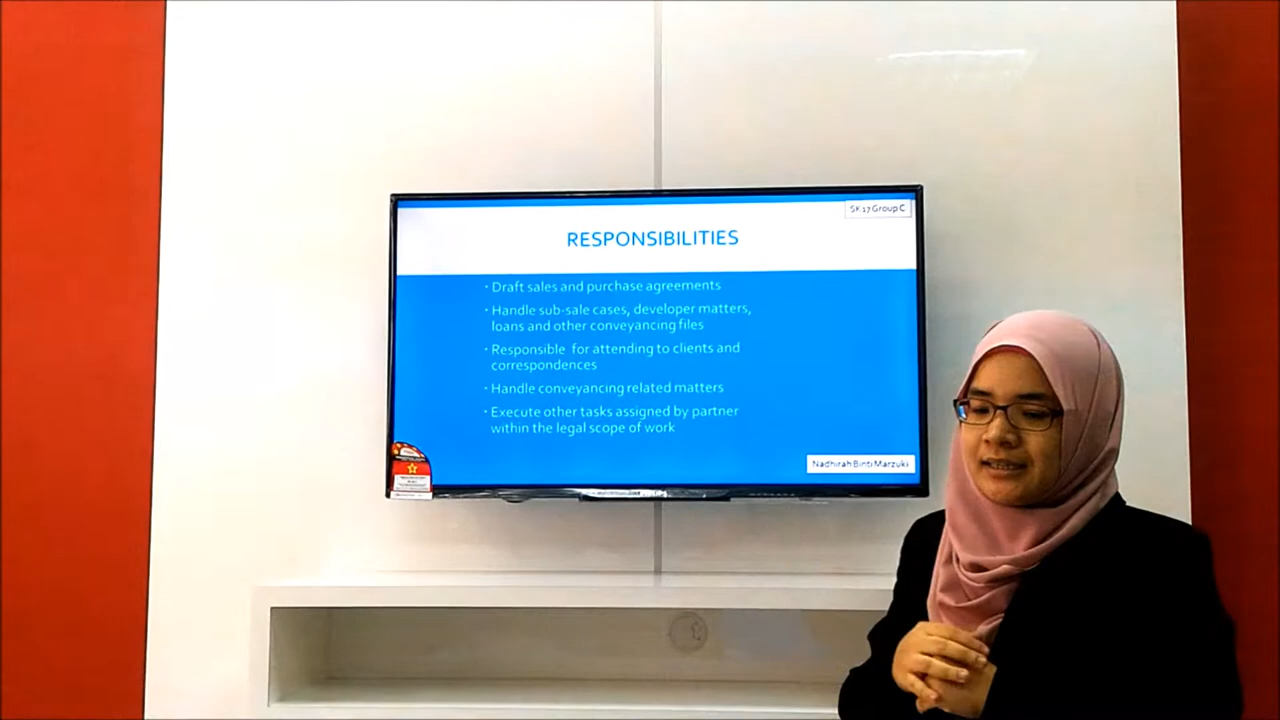 SK 17 Group C
RESPONSIBILITIES
· Draft sales and purchase agreements
· Handle sub-sale cases, developer matters,
loans and other conveyancing files
· Responsible for attending to clients and
correspondences
· Handle conveyancing related matters
· Execute other tasks assigned by partner
within the legal scope of work
Nadhirah Binti Marzuki